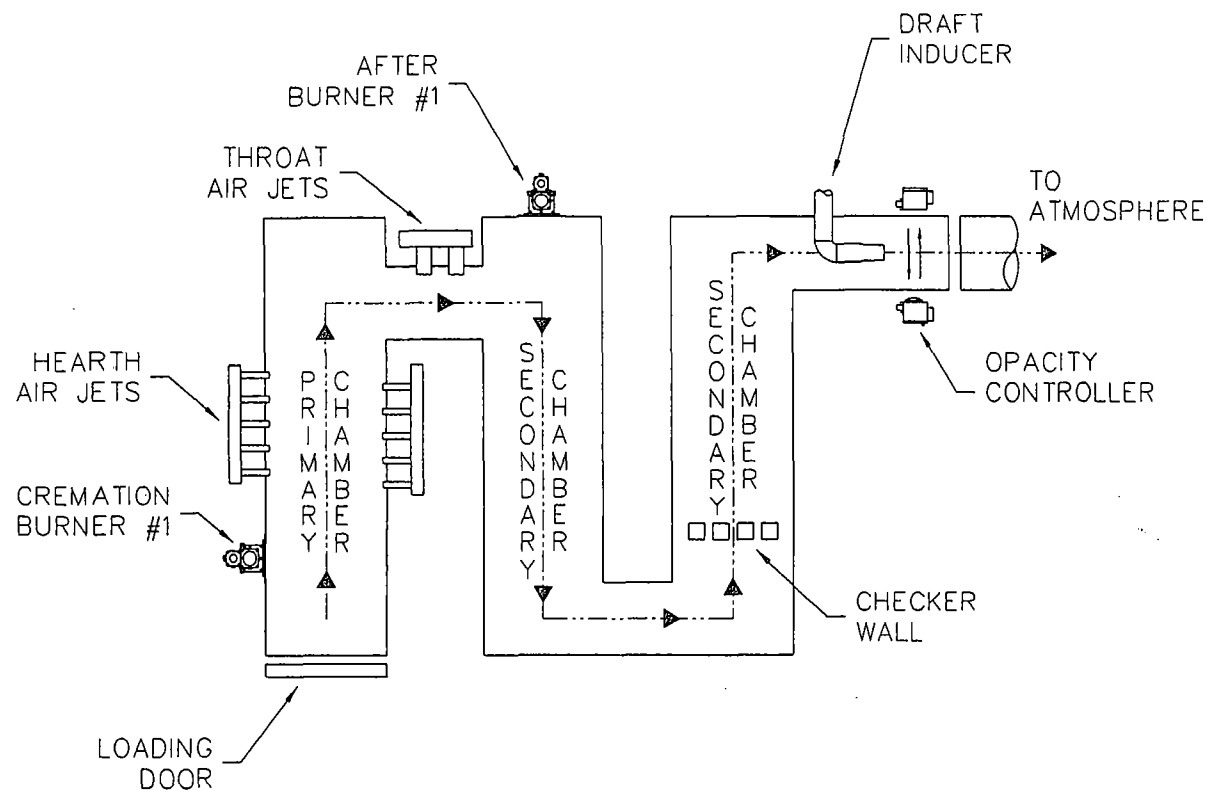 DRAFT
INDUCER
AFTER
BURNER #1
THROAT
AIR JETS
TO
ATMOSPHERE
HEARTH
AIR JETS
PRIMARY
CHAMBER
SECONDARY
CHAMBER
SECONDARY
CHAMBER
OPACITY
CONTROLLER
CREMATION
BURNER #1
CHECKER
WALL
LOADING
DOOR